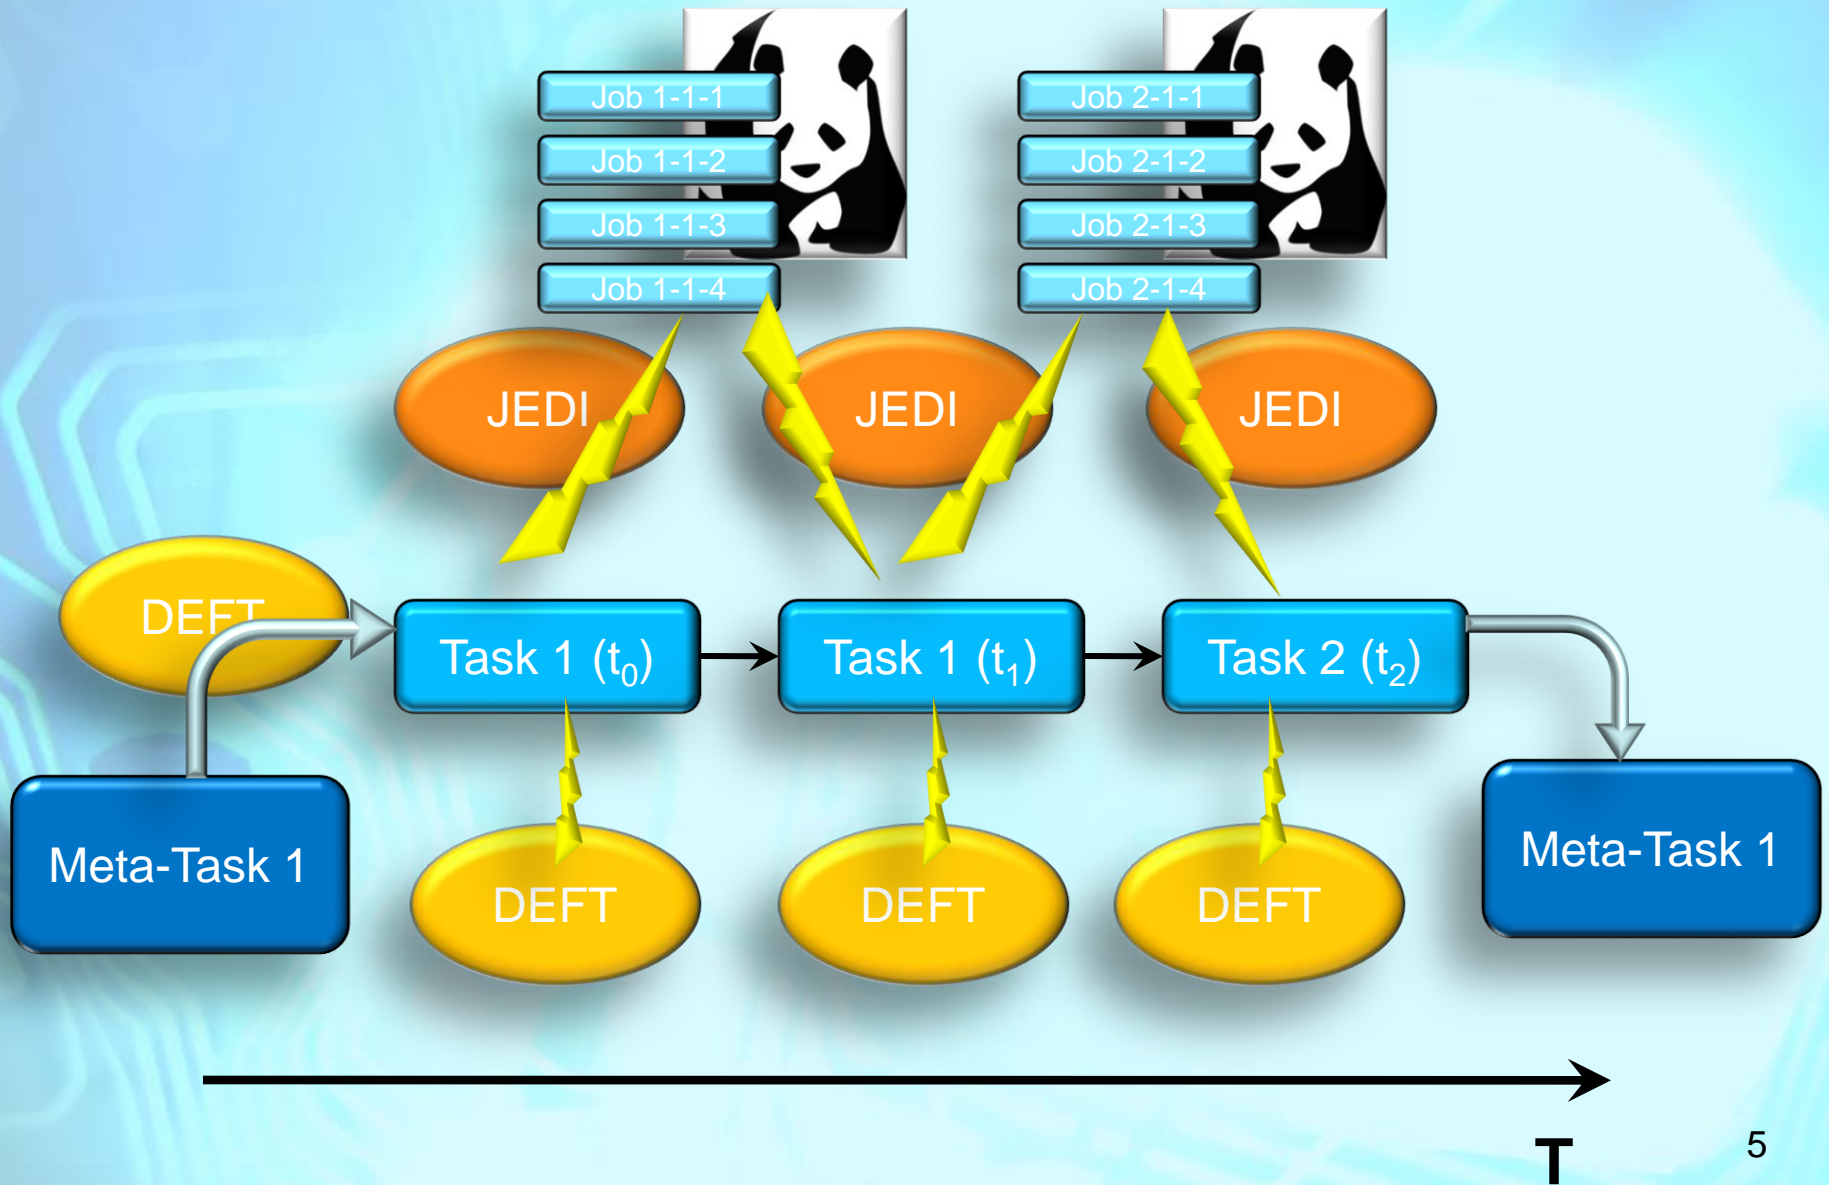 Job 1-1-1
Job 1-1-2
Job 1-1-3
Job 1-1-4
Job 2-1-1
Job 2-1-2
Job 2-1-3
Job 2-1-4
JEDI
JEDI
JEDI
DEFT
Task 1 (t₀)
Task 1 (t₁)
Task 2 (t₂)
Meta-Task 1
Meta-Task 1
DEFT
DEFT
DEFT
T
5